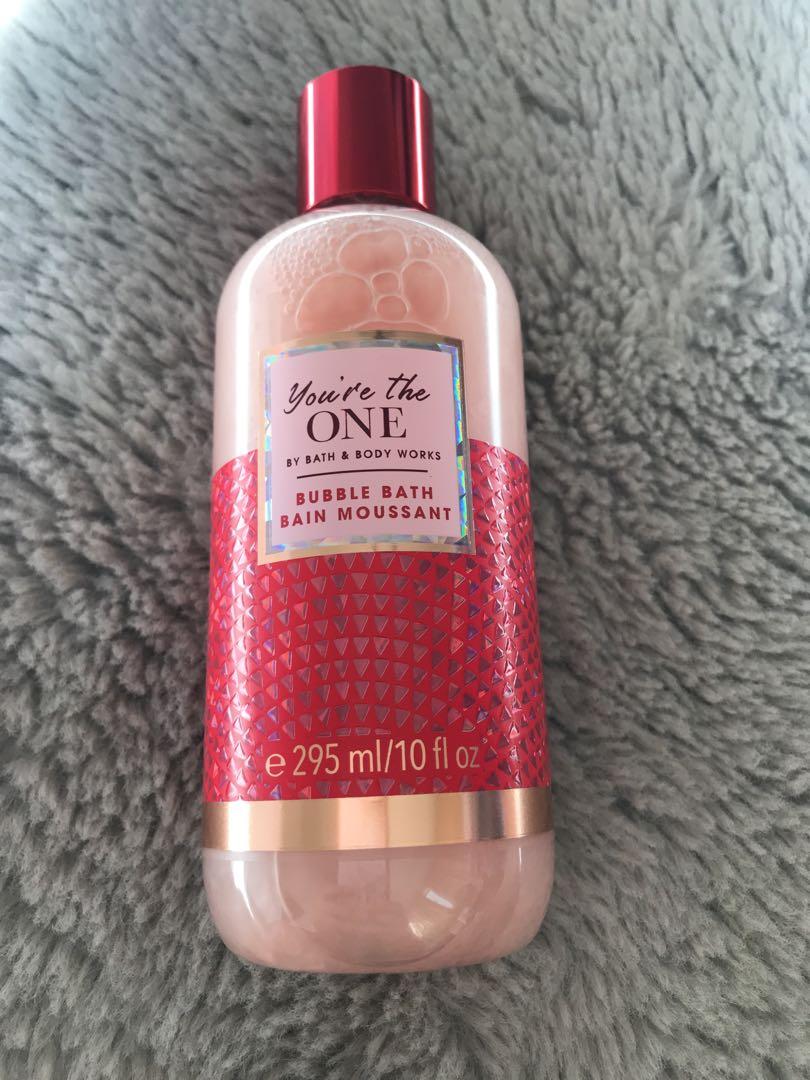 You're the
ONE
BY BATH & BODY WORKS
BUBBLE BATH
BAIN MOUSSANT
e 295 ml/10 fl oz